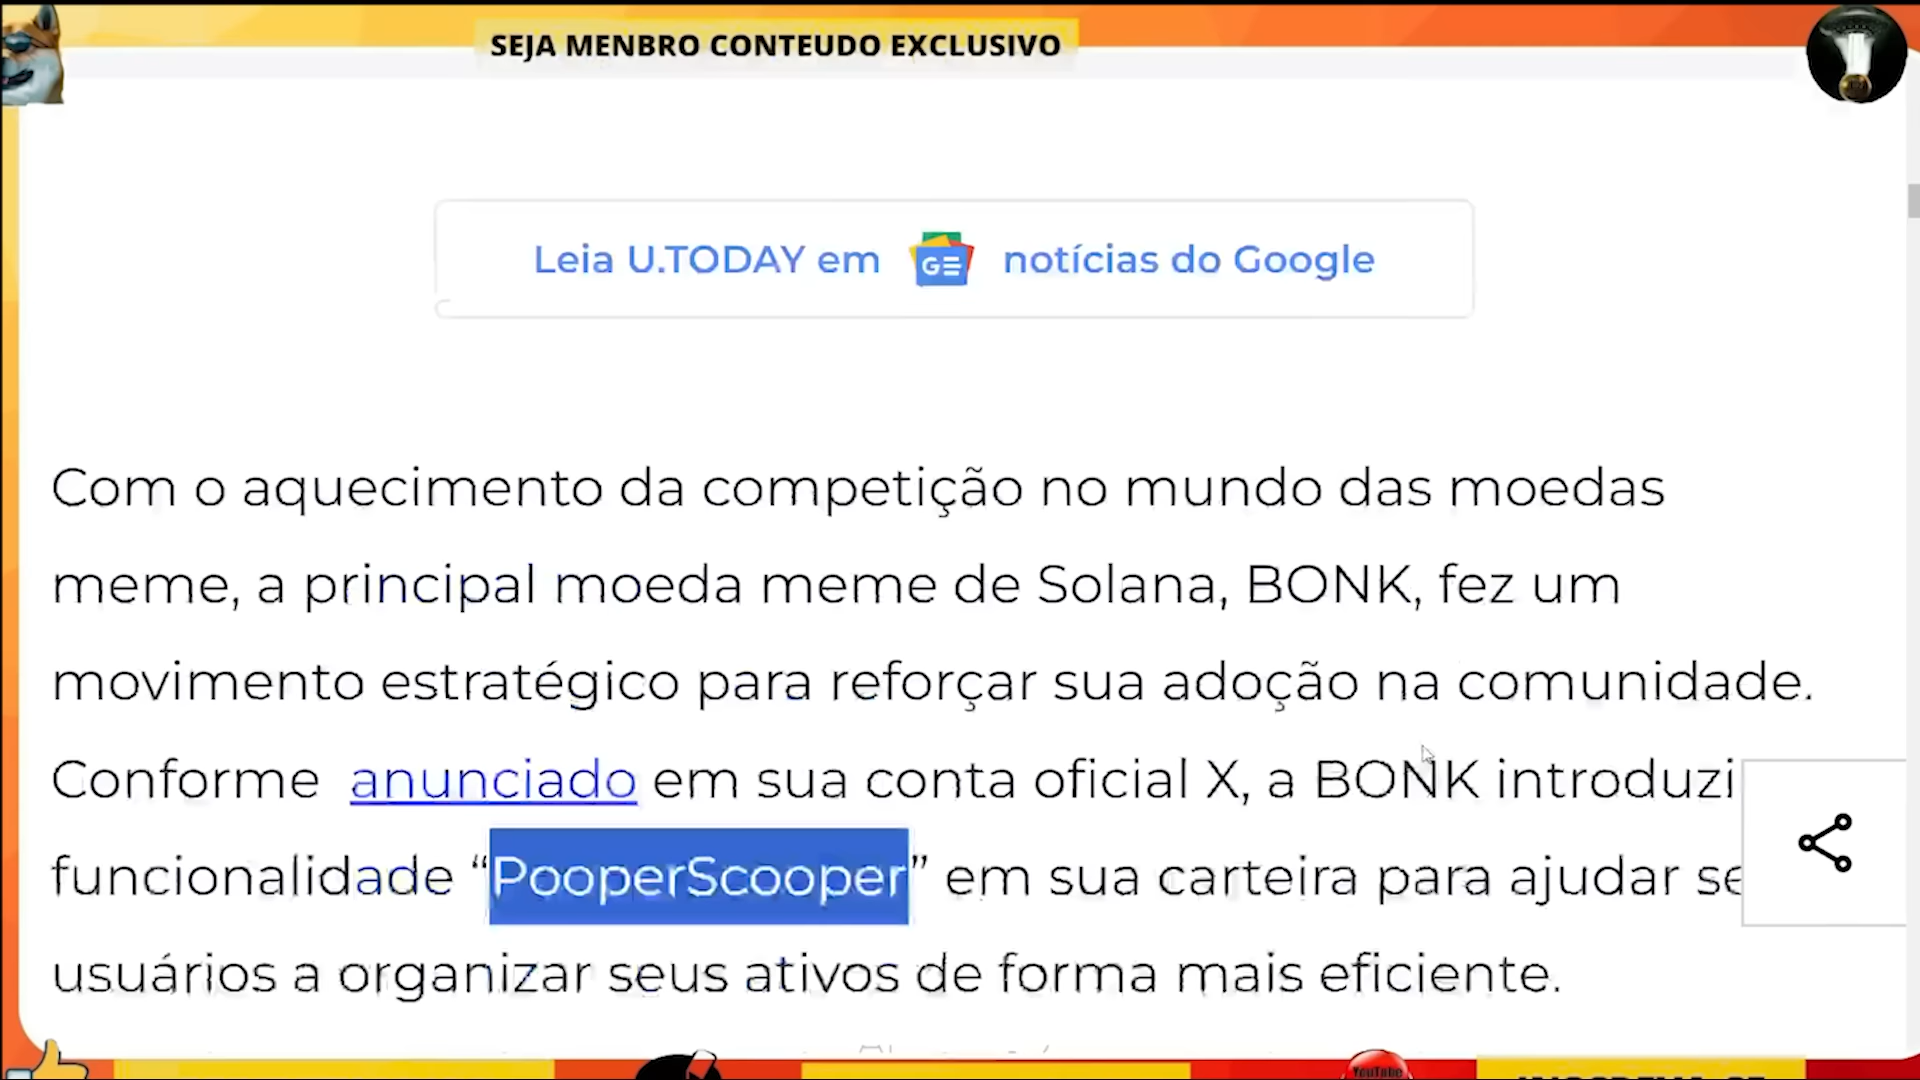 SEJA MENBRO CONTEUDO EXCLUSIVO
Leia U.TODAY em GE notícias do Google
Com o aquecimento da competição no mundo das moedas
meme, a principal moeda meme de Solana, BONK, fez um
movimento estratégico para reforçar sua adoção na comunidade.
Conforme anunciado em sua conta oficial X, a BONK introduzi
funcionalidade “PooperScooper” em sua carteira para ajudar se
usuários a organizar seus ativos de forma mais eficiente.
YouTube